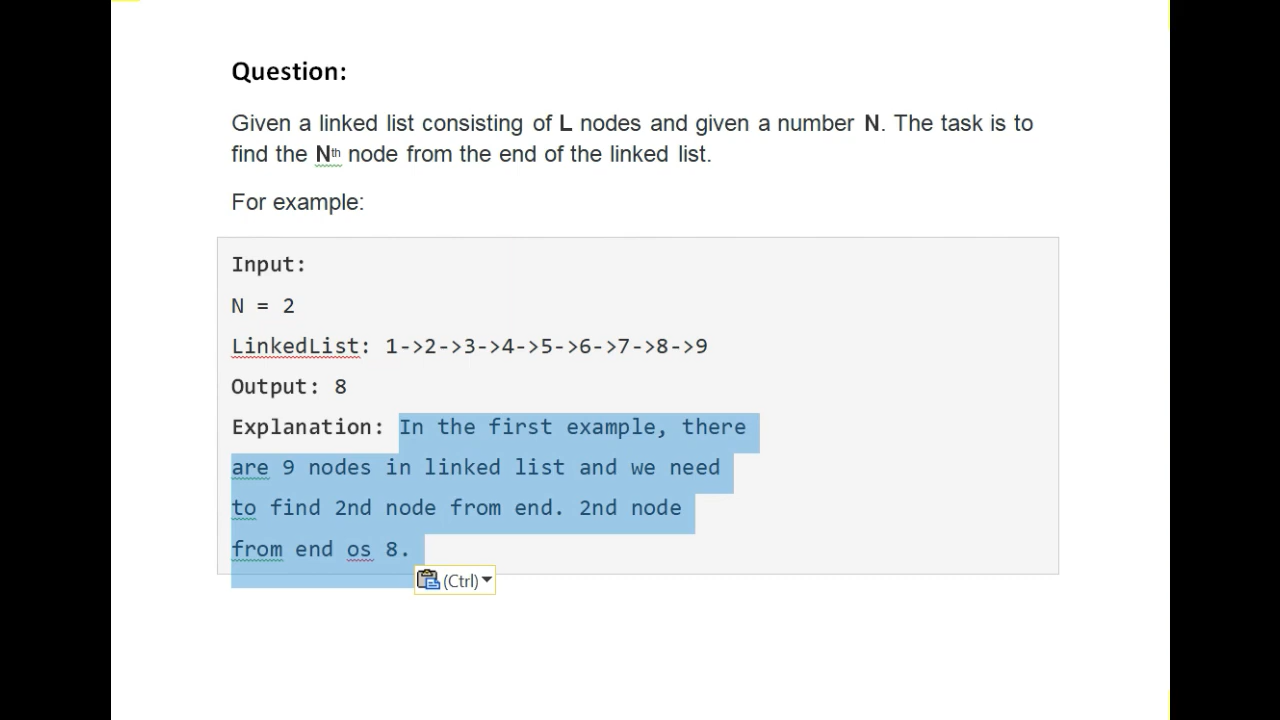 Question:
Given a linked list consisting of L nodes and given a number N. The task is to
find the Nth node from the end of the linked list.
For example:
Input:
N = 2
LinkedList: 1->2->3->4->5->6->7->8->9
Output: 8
Explanation: In the first example, there
are 9 nodes in linked list and we need
to find 2nd node from end. 2nd node
from end os 8.
(Ctrl)